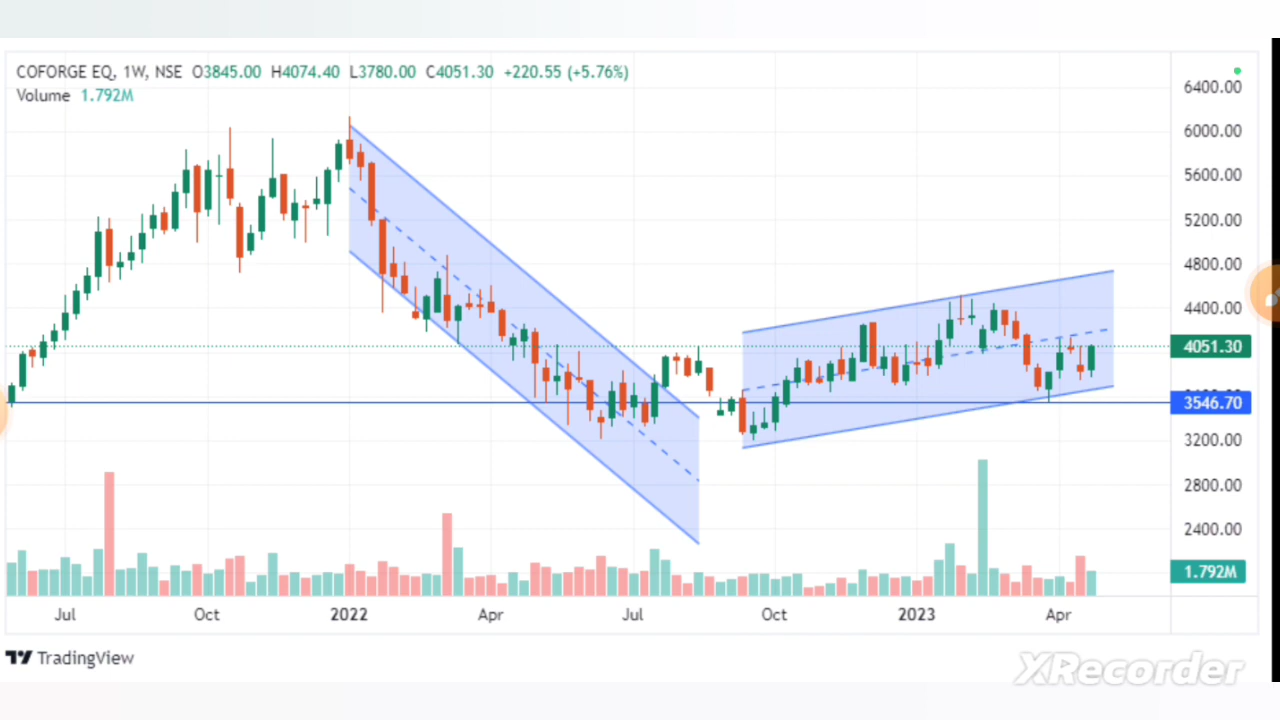 COFORGE EQ, 1W, NSE O3845.00 H4074.40 L3780.00 C4051.30 +220.55 (+5.76%)
Volume 1.792M
6400.00
6000.00
5600.00
5200.00
4800.00
4400.00
4051.30
3546.70
3200.00
2800.00
2400.00
1.792M
Jul Oct 2022 Apr Jul Oct 2023 Apr
TradingView
XRecorder